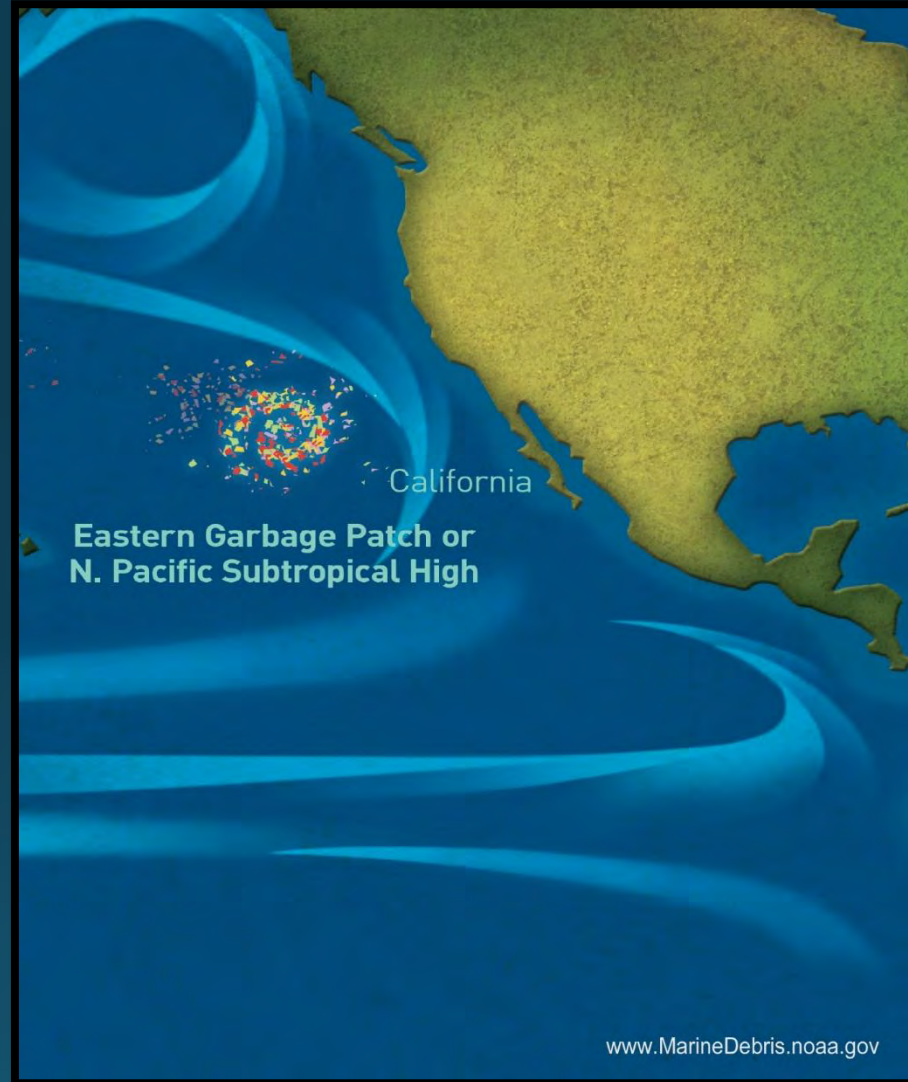 California
Eastern Garbage Patch or
N. Pacific Subtropical High
www.MarineDebris.noaa.gov